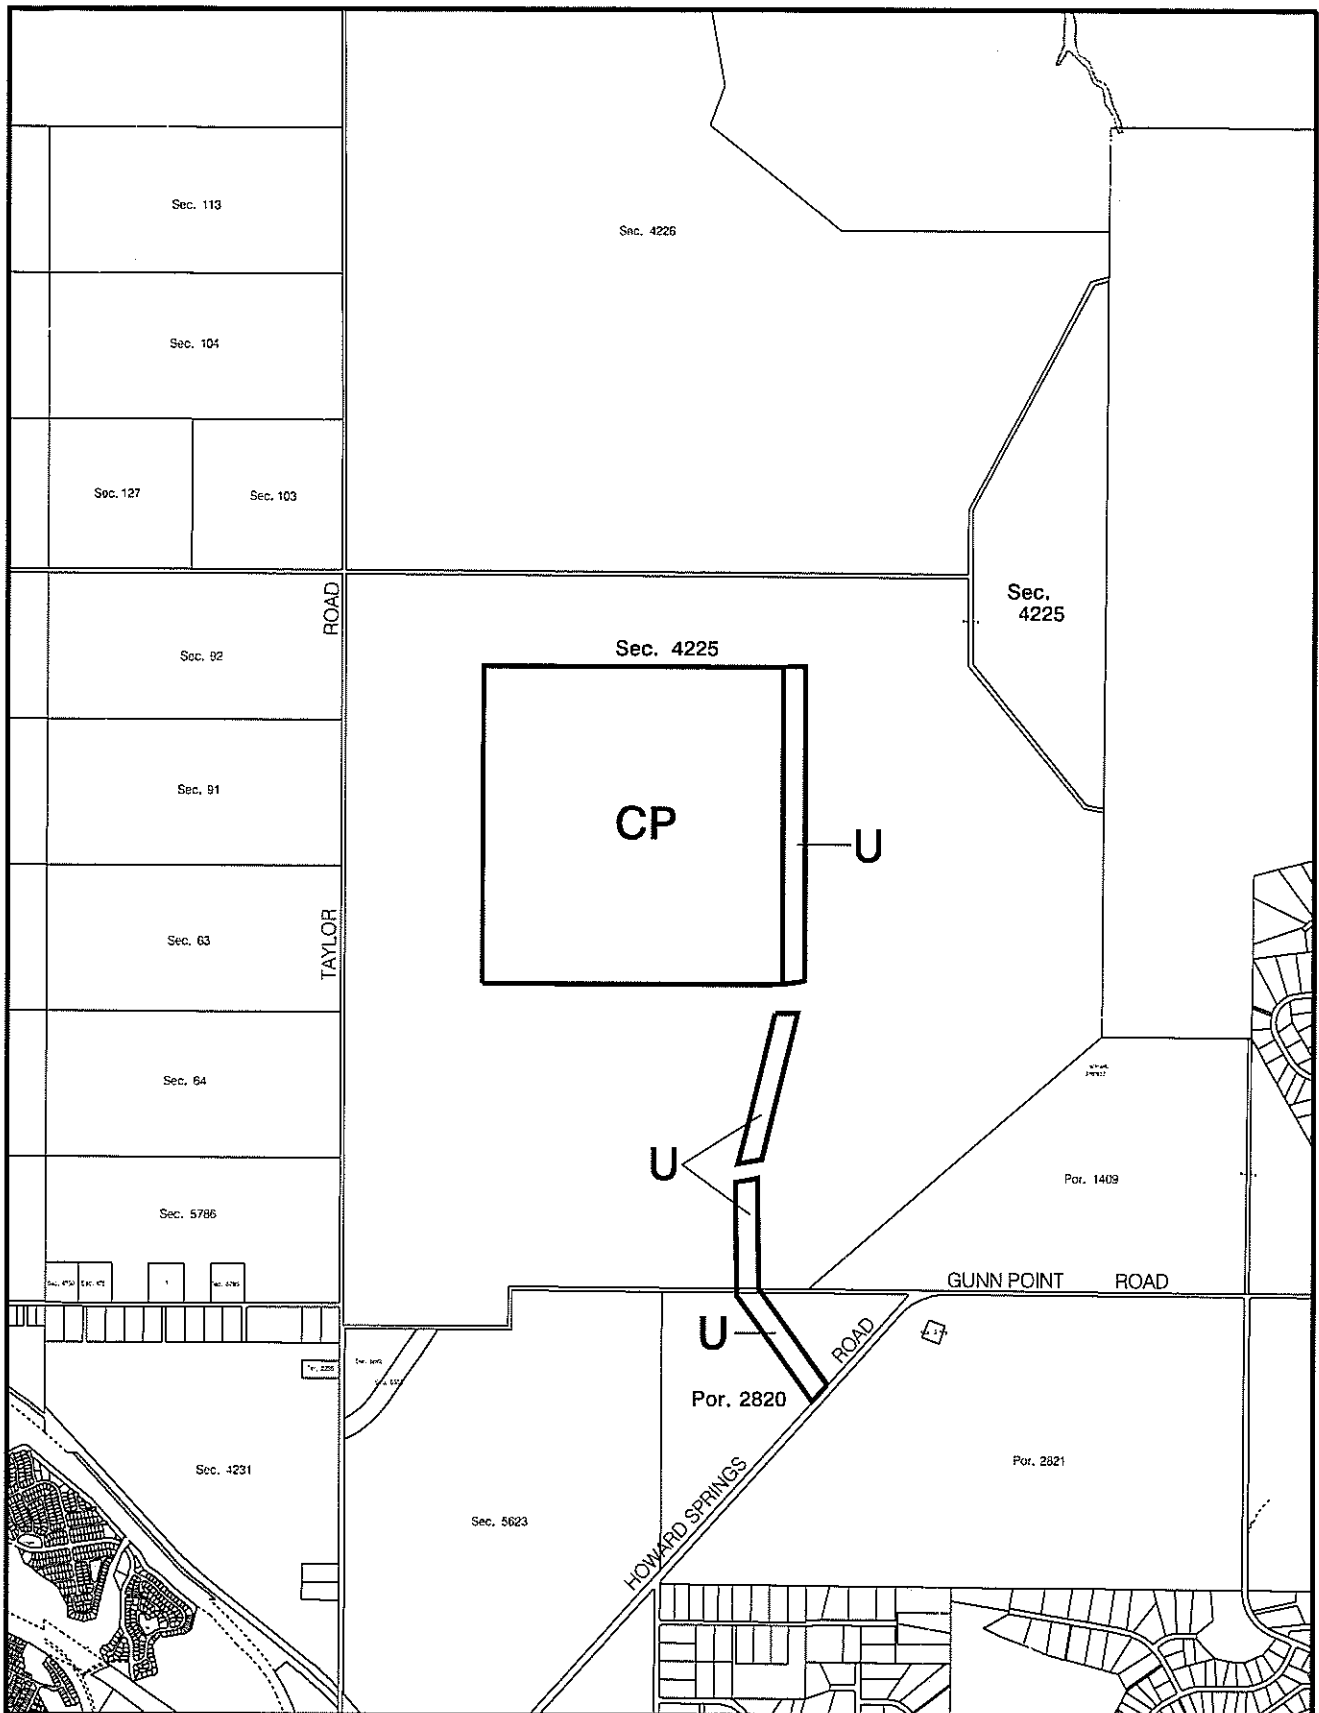 Sec. 113
Sec. 4226
Sec. 104
Sec. 127
Sec. 103
ROAD
Sec.
4225
Sec. 4225
Sec. 92
Sec. 91
CP
U
TAYLOR
Sec. 63
Sec. 64
U
Por. 1409
Sec. 5786
GUNN POINT ROAD
U
ROAD
Por. 2820
Sec. 4231
Por. 2821
HOWARD SPRINGS
Sec. 5623